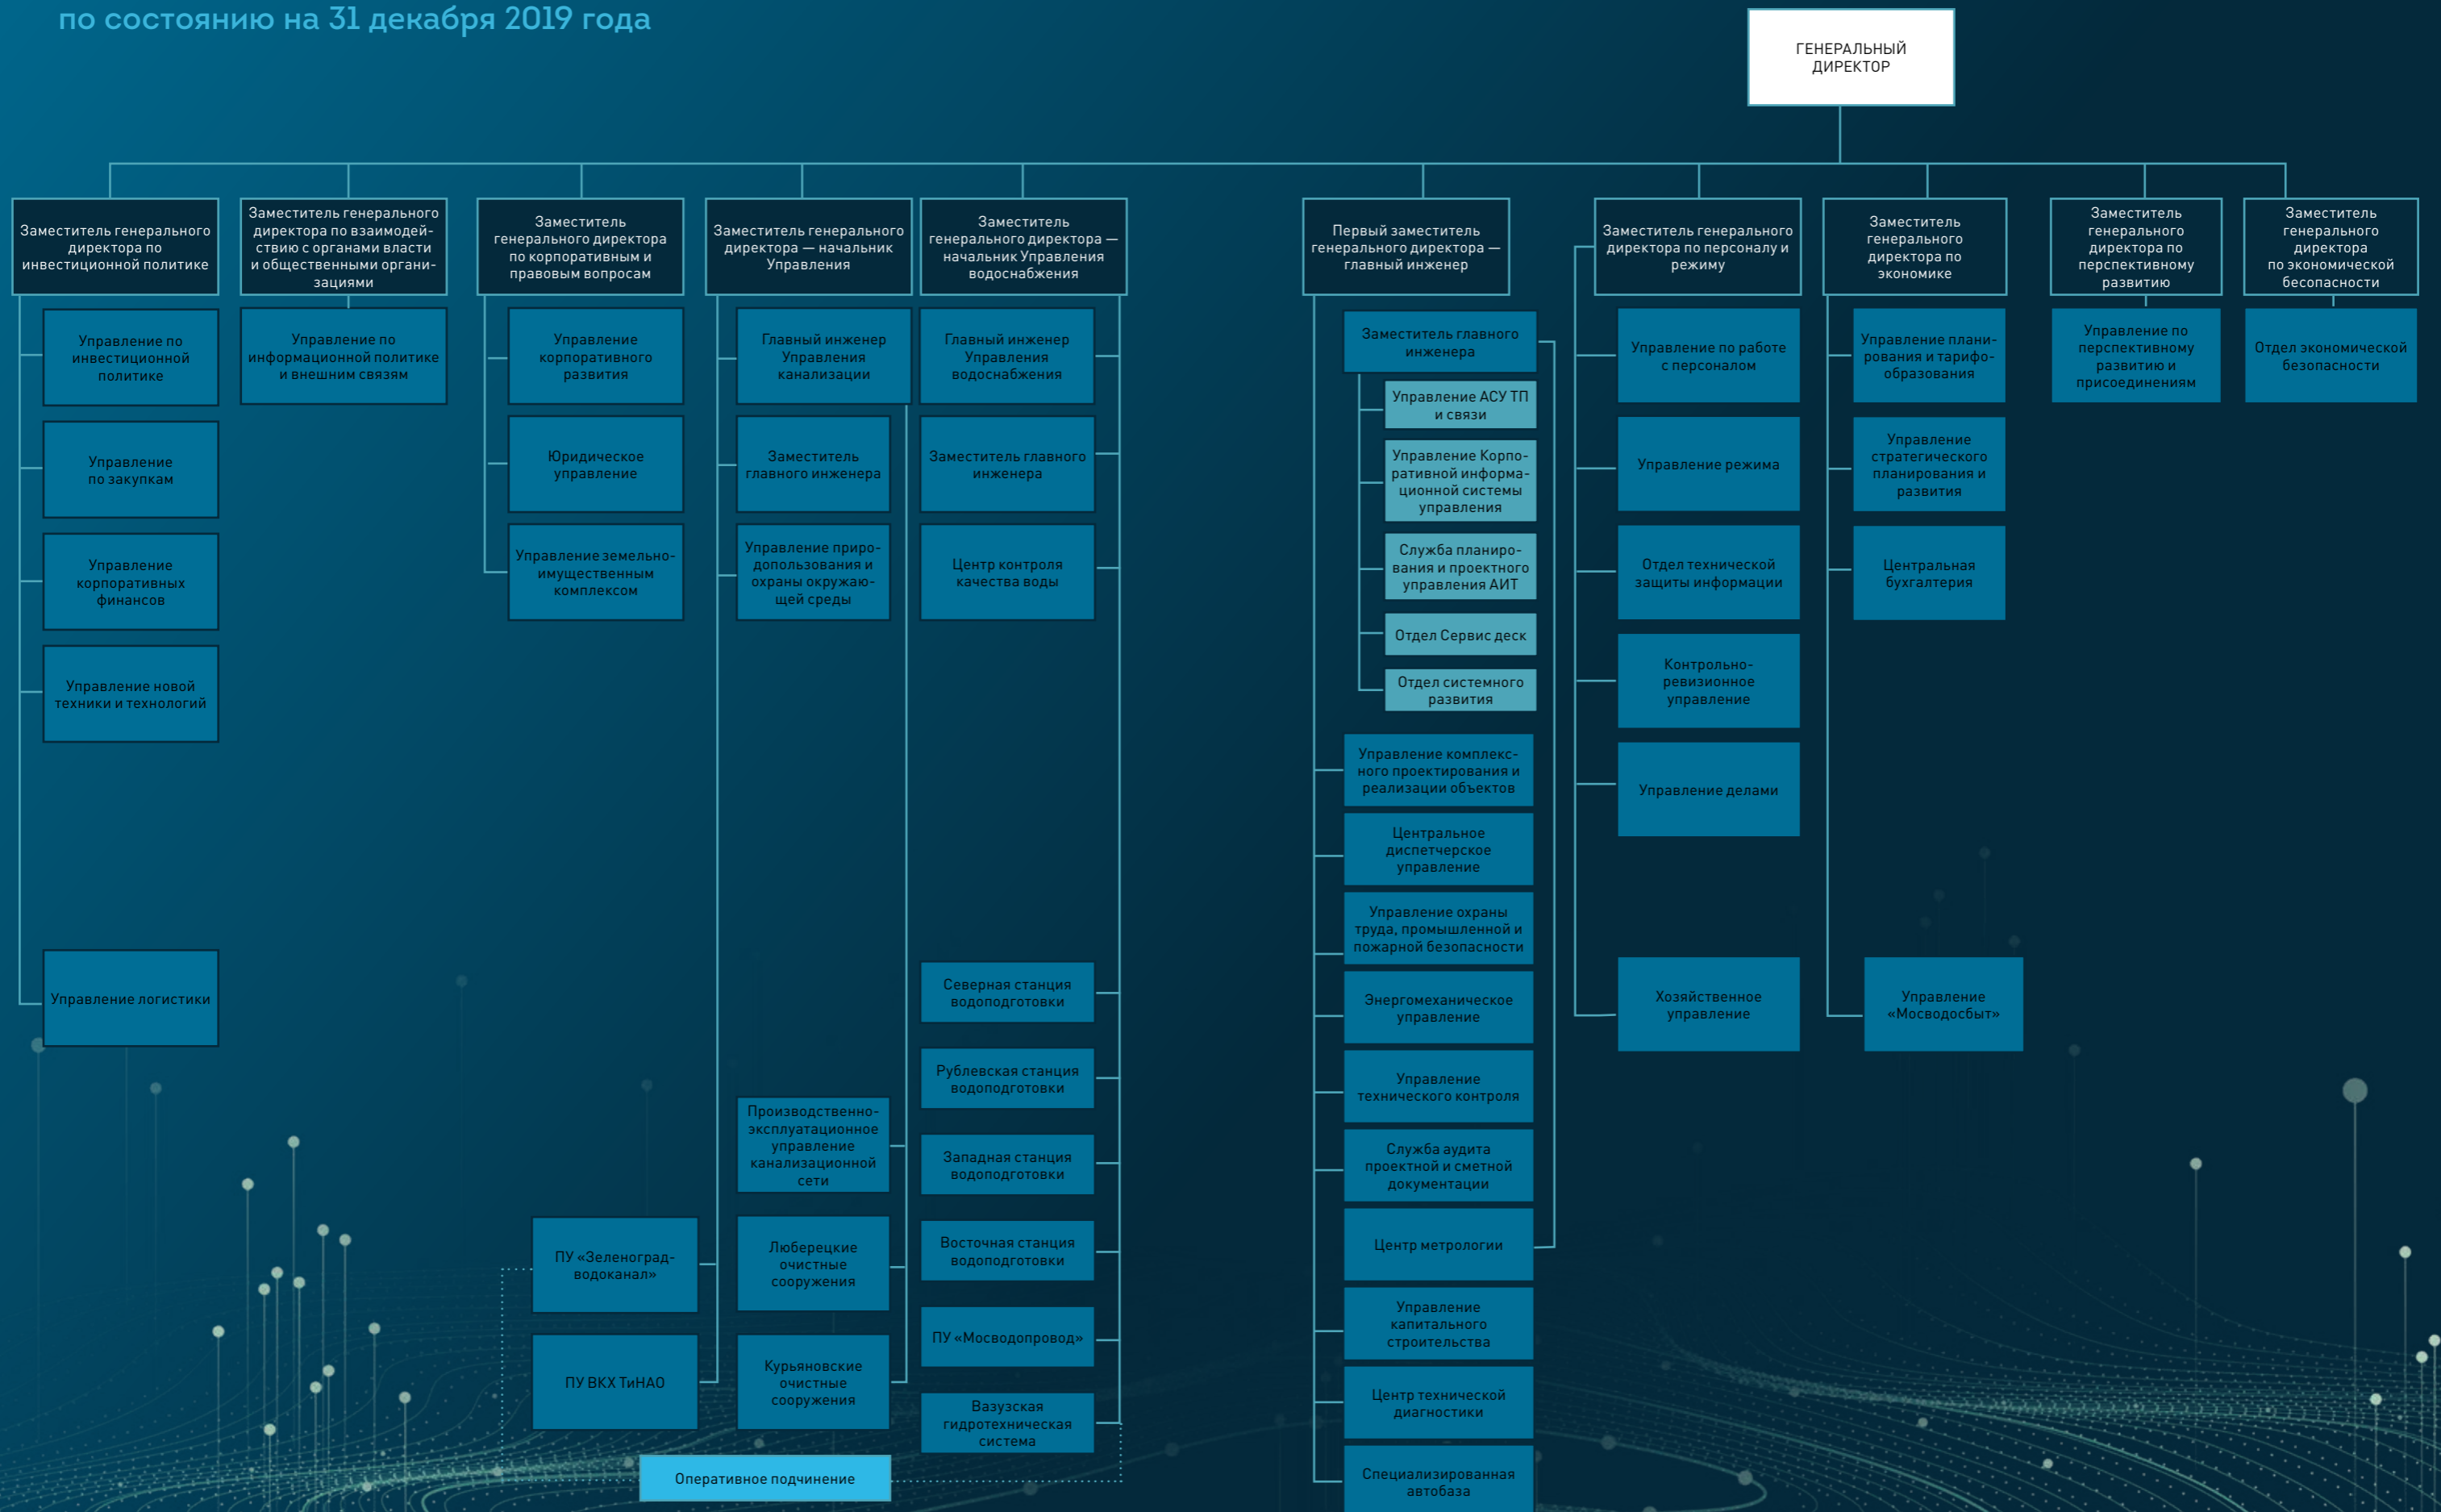 по состоянию на 31 декабря 2019 года
ГЕНЕРАЛЬНЫЙ
ДИРЕКТОР
Заместитель генерального
директора по
инвестиционной политике
Заместитель генерального
директора по взаимодей-
ствию с органами власти
и общественными органи-
зациями
Заместитель
генерального директора
по корпоративным и
правовым вопросам
Заместитель генерального
директора — начальник
Управления
Заместитель
генерального директора —
начальник Управления
водоснабжения
Первый заместитель
генерального директора —
главный инженер
Заместитель генерального
директора по персоналу и
режиму
Заместитель
генерального
директора по
экономике
Заместитель
генерального
директора по
перспективному
развитию
Заместитель
генерального
директора
по экономической
бесопасности
Управление по
инвестиционной
политике
Управление
по закупкам
Управление
корпоративных
финансов
Управление новой
техники и технологий
Управление логистики
Управление по
информационной политике
и внешним связям
Управление
корпоративного
развития
Юридическое
управление
Управление земельно-
имущественным
комплексом
Главный инженер
Управления
канализации
Заместитель
главного инженера
Управление приро-
допользования и
охраны окружаю-
щей среды
Производственно-
эксплуатационное
управление
канализационной
сети
ПУ «Зеленоград-
водоканал»
Люберецкие
очистные
сооружения
ПУ ВКХ ТиНАО
Курьяновские
очистные
сооружения
Оперативное подчинение
Главный инженер
Управления
водоснабжения
Заместитель главного
инженера
Центр контроля
качества воды
Северная станция
водоподготовки
Рублевская станция
водоподготовки
Западная станция
водоподготовки
Восточная станция
водоподготовки
ПУ «Мосводопровод»
Вазузская
гидротехническая
система
Заместитель главного
инженера
Управление АСУ ТП
и связи
Управление Корпо-
ративной информа-
ционной системы
управления
Служба планиро-
вания и проектного
управления АИТ
Отдел Сервис деск
Отдел системного
развития
Управление комплекс-
ного проектирования и
реализации объектов
Центральное
диспетчерское
управление
Управление охраны
труда, промышленной и
пожарной безопасности
Энергомеханическое
управление
Управление
технического контроля
Служба аудита
проектной и сметной
документации
Центр метрологии
Управление
капитального
строительства
Центр технической
диагностики
Специализированная
автобаза
Управление по работе
с персоналом
Управление режима
Отдел технической
защиты информации
Контрольно-
ревизионное
управление
Управление делами
Хозяйственное
управление
Управление плани-
рования и тарифо-
образования
Управление
стратегического
планирования и
развития
Центральная
бухгалтерия
Управление
«Мосводосбыт»
Управление по
перспективному
развитию и
присоединениям
Отдел экономической
безопасности